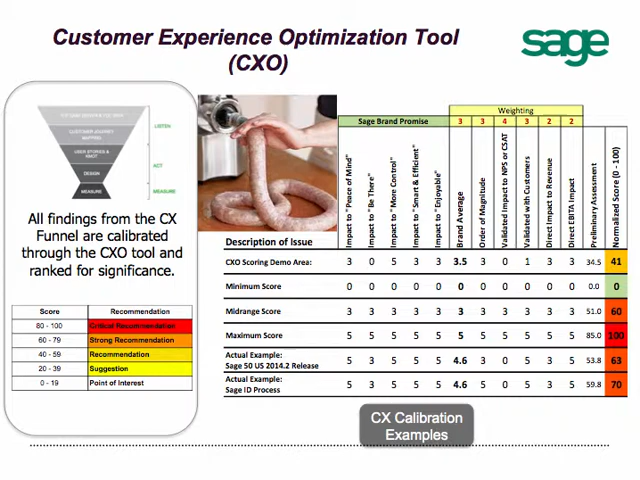 Customer Experience Optimization Tool
(CXO)
sage
CUSTOMER JOURNEY
MAPPING
USER STORIES &
DESIGN
MEASURE
LISTEN
ACT
MEASURE
All findings from the CX
Funnel are calibrated
through the CXO tool and
ranked for significance.
Score Recommendation
80 - 100 Critical Recommendation
60 - 79 Strong Recommendation
40 - 59 Recommendation
20 - 39 Suggestion
0 - 19 Point of Interest
Weighting
Sage Brand Promise 3 3 4 3 2 2
Description of Issue
Impact to "Peace of Mind"
Impact to "Be There"
Impact to "More Control"
Impact to "Smart & Efficient"
Impact to "Enjoyable"
Brand Average
Order of Magnitude
Validated Impact to NPS or CSAT
Validated with Customers
Direct Impact to Revenue
Direct EBITA Impact
Preliminary Assessment
Normalized Score (0 - 100)
CXO Scoring Demo Area: 3 0 5 3 3 3.5 3 0 1 3 3 34.5 41
Minimum Score 0 0 0 0 0 0 0 0 0 0 0 0.0 0
Midrange Score 3 3 3 3 3 3 3 3 3 3 3 51.0 60
Maximum Score 5 5 5 5 5 5 5 5 5 5 5 85.0 100
Actual Example:
Sage 50 US 2014.2 Release 5 3 5 5 5 4.6 3 0 5 3 5 53.8 63
Actual Example:
Sage ID Process 5 3 5 5 5 4.6 5 0 5 3 5 59.8 70
CX Calibration
Examples